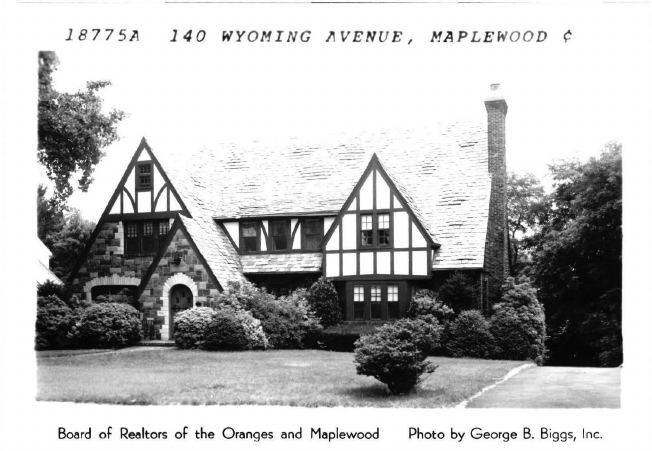 18775A 140 WYOMING AVENUE, MAPLEWOOD ¢
Board of Realtors of the Oranges and Maplewood Photo by George B. Biggs, Inc.